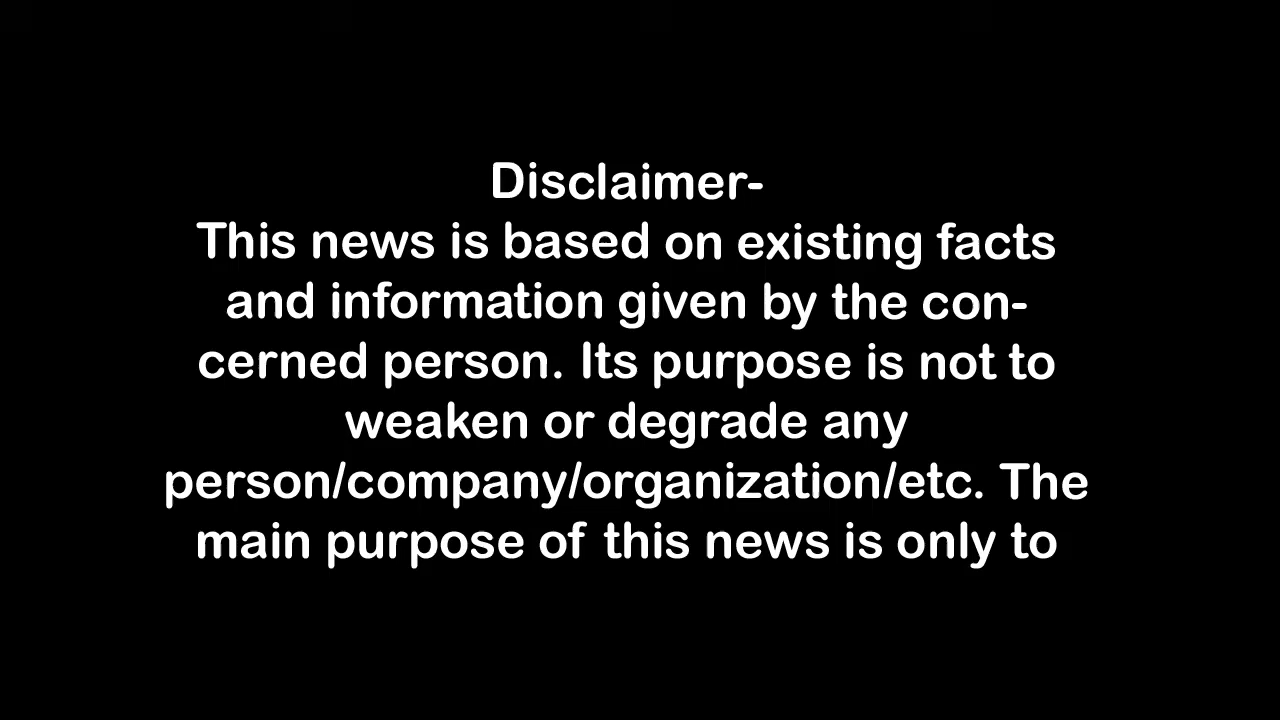 Disclaimer-
This news is based on existing facts
and information given by the con-
cerned person. Its purpose is not to
weaken or degrade any
person/company/organization/etc. The
main purpose of this news is only to